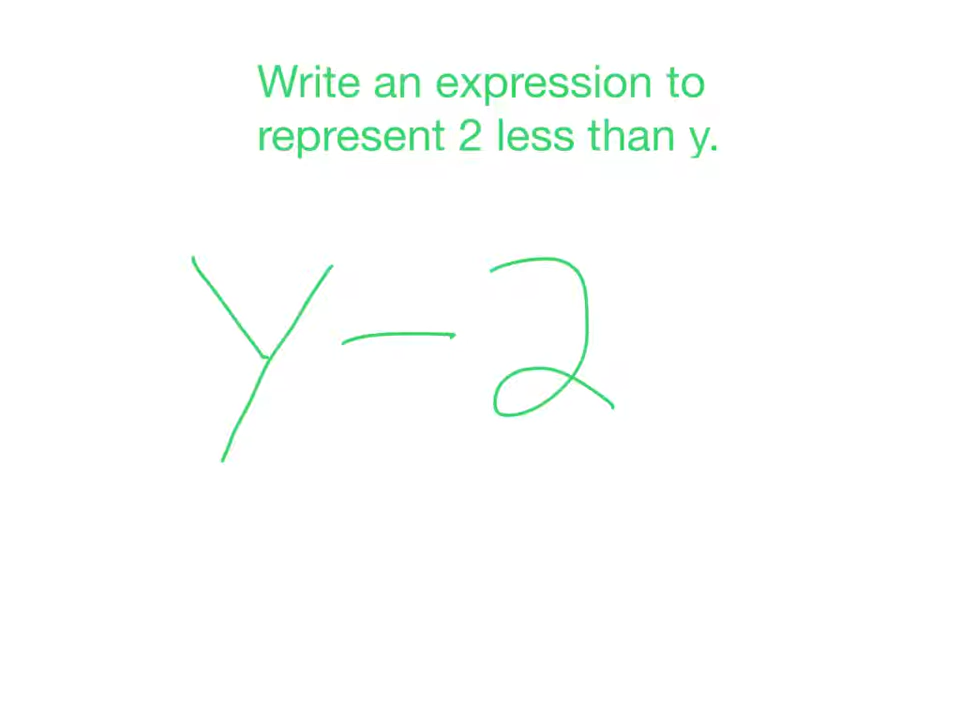 Write an expression to
represent 2 less than y.
y - 2